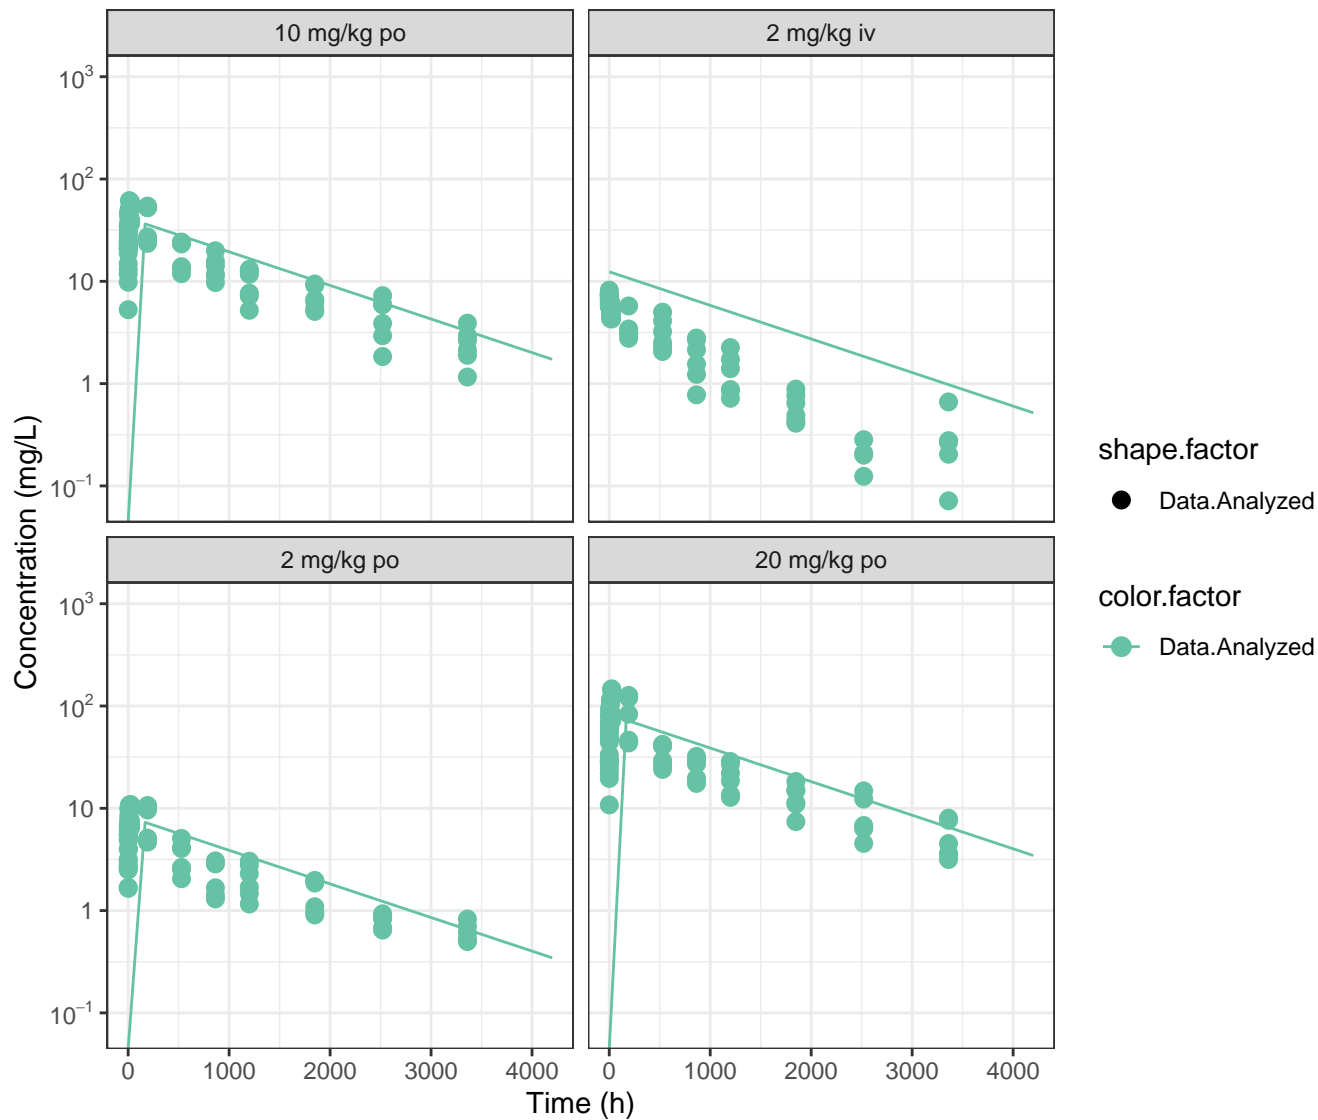 10 mg/kg po
2 mg/kg iv
10³
10²
10
1
10⁻¹
2 mg/kg po
20 mg/kg po
10³
10²
10
1
10⁻¹
0 1000 2000 3000 4000
0 1000 2000 3000 4000
Time (h)
Concentration (mg/L)
shape.factor
Data.Analyzed
color.factor
Data.Analyzed